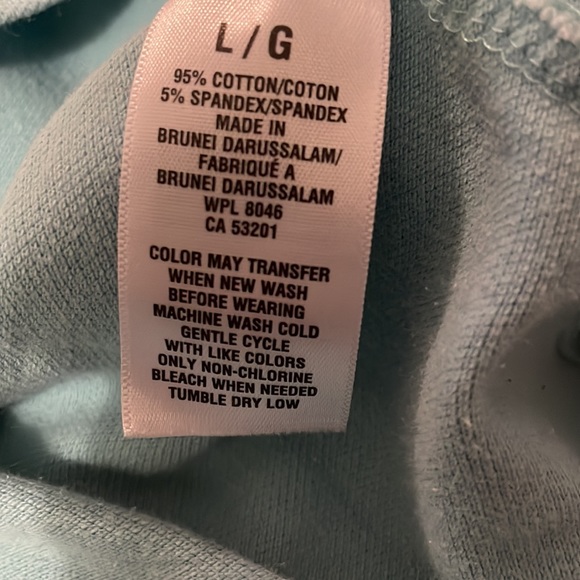 L / G
95% COTTON/COTON
5% SPANDEX/SPANDEX
MADE IN
BRUNEI DARUSSALAM/
FABRIQUÉ A
BRUNEI DARUSSALAM
WPL 8046
CA 53201
COLOR MAY TRANSFER
WHEN NEW WASH
BEFORE WEARING
MACHINE WASH COLD
GENTLE CYCLE
WITH LIKE COLORS
ONLY NON-CHLORINE
BLEACH WHEN NEEDED
TUMBLE DRY LOW